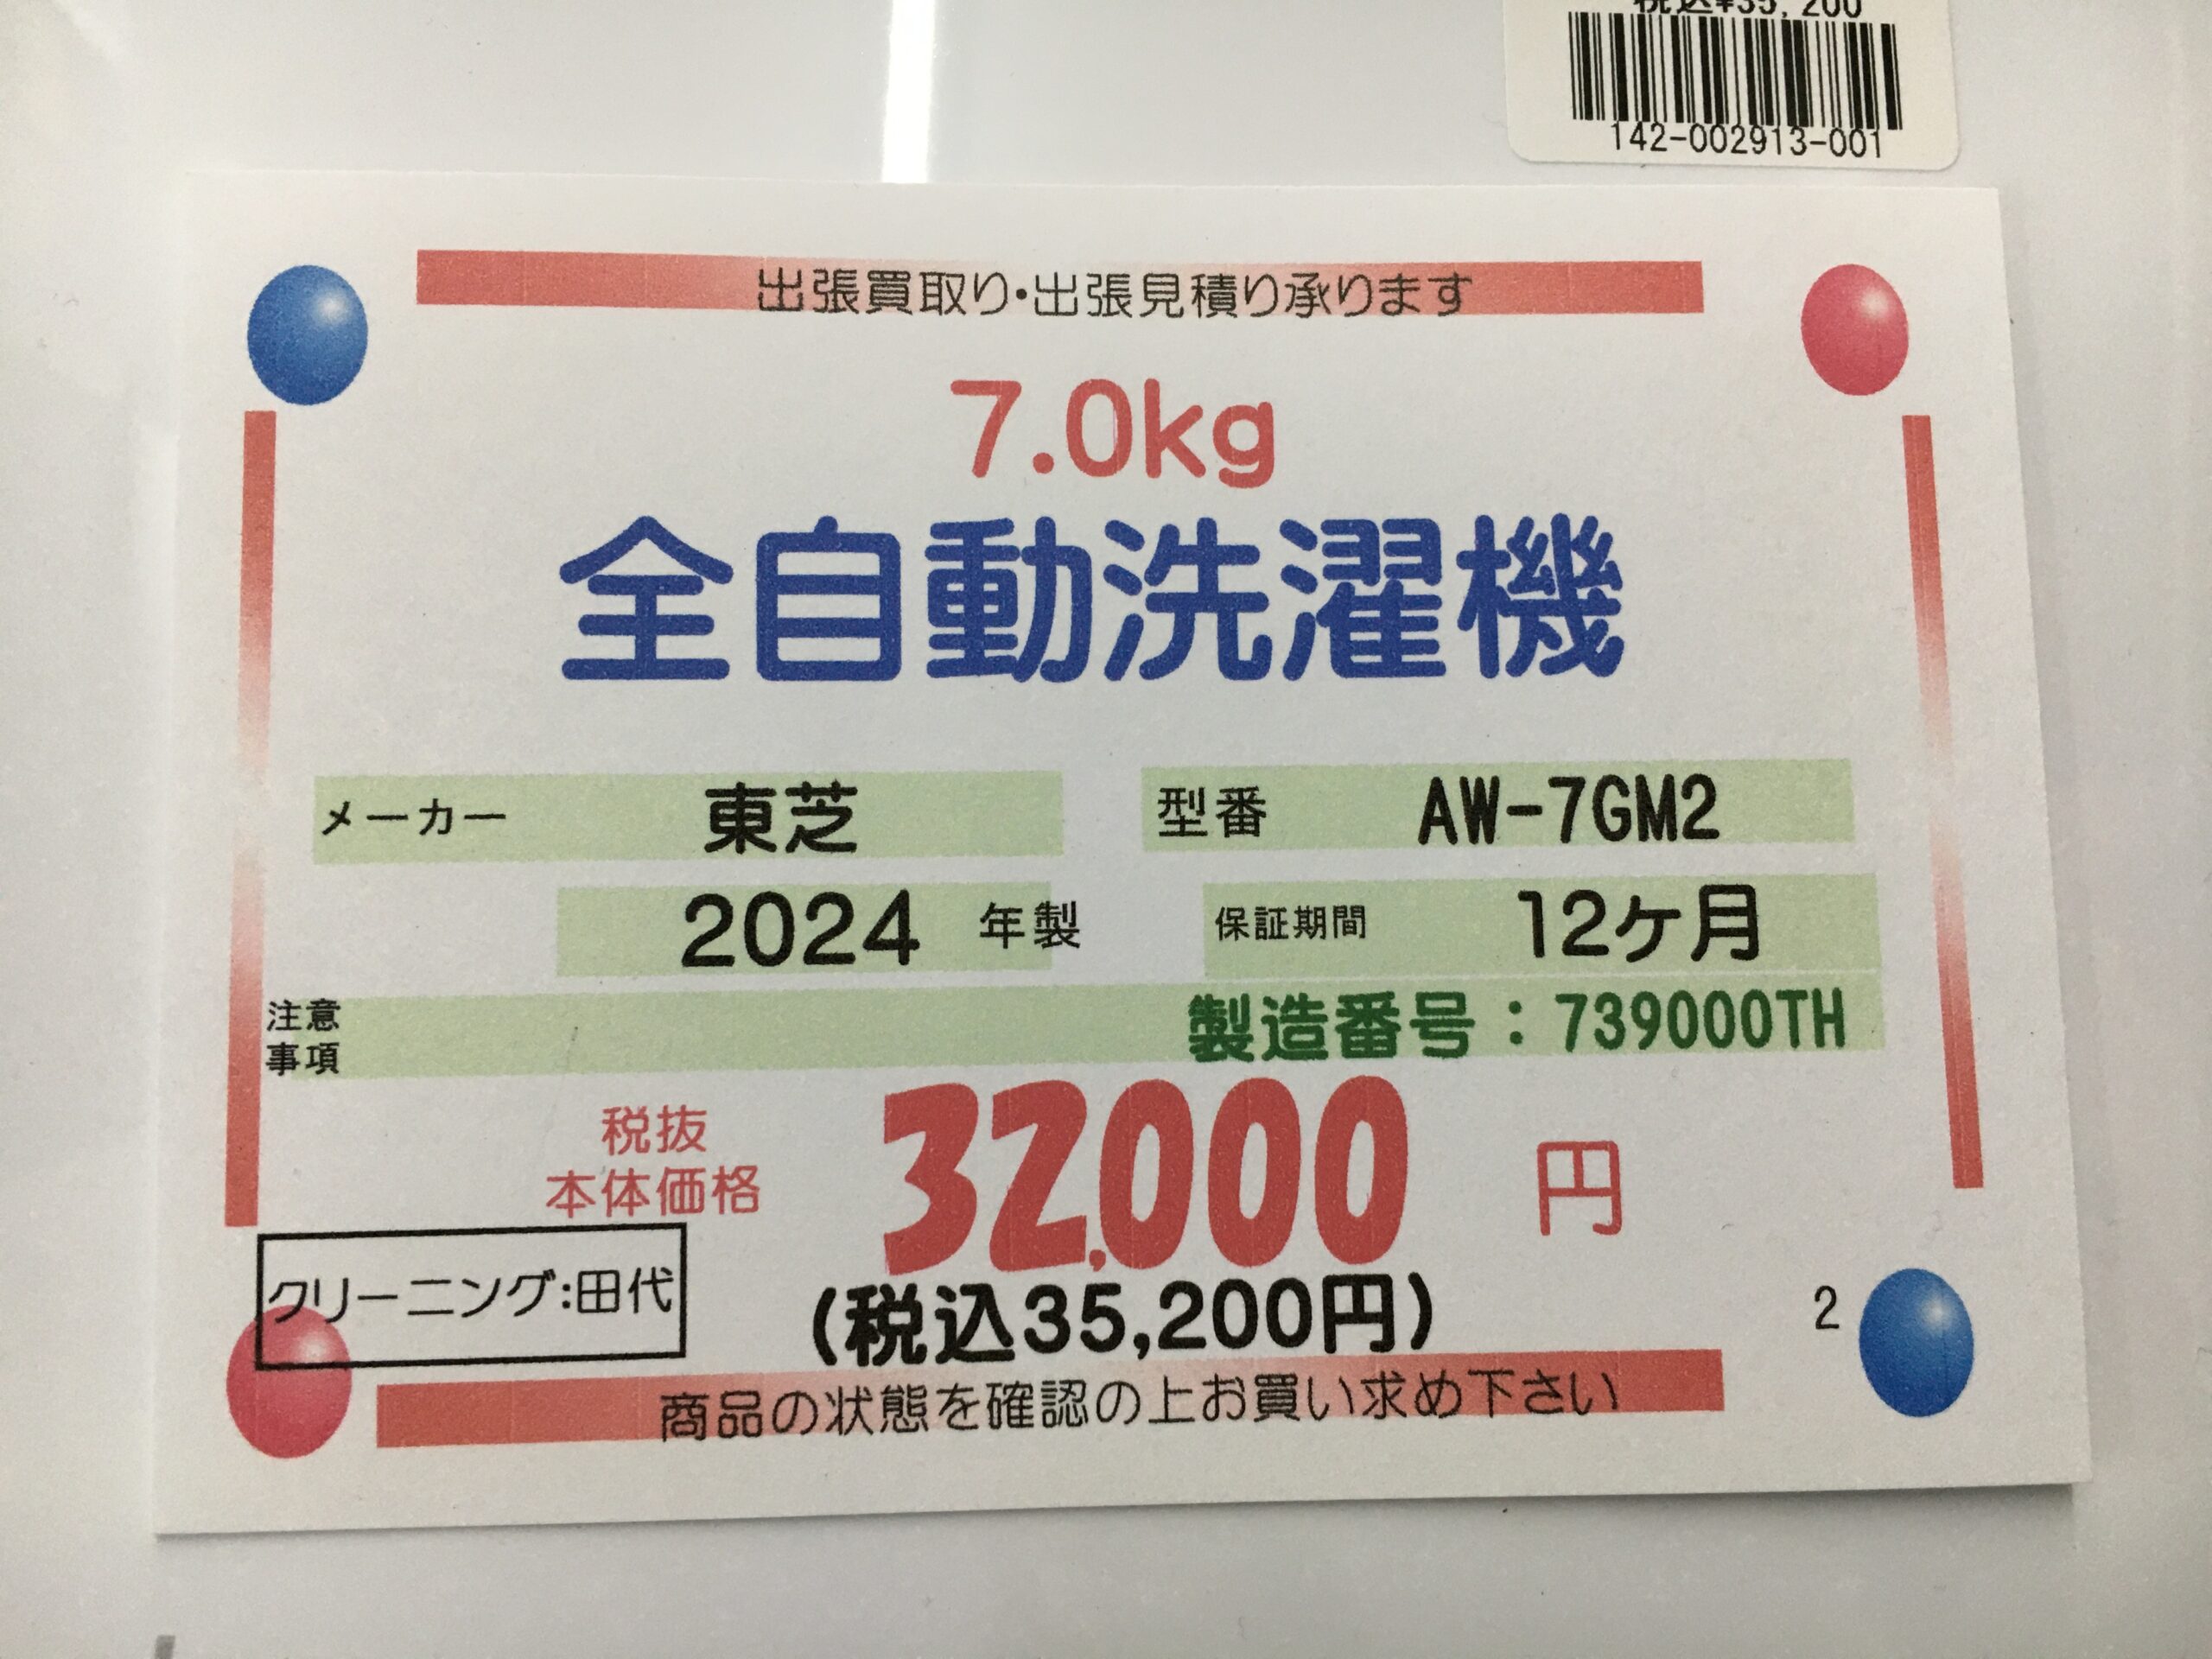 税込¥35,200
142-002913-001
出張買取り・出張見積り承ります
7.0kg
全自動洗濯機
メーカー 東芝 型番 AW-7GM2
2024 年製 保証期間 12ケ月
注意事項 製造番号：739000TH
税抜
本体価格 32,000 円
クリーニング:田代
(税込35,200円) 2
商品の状態を確認の上お買い求め下さい